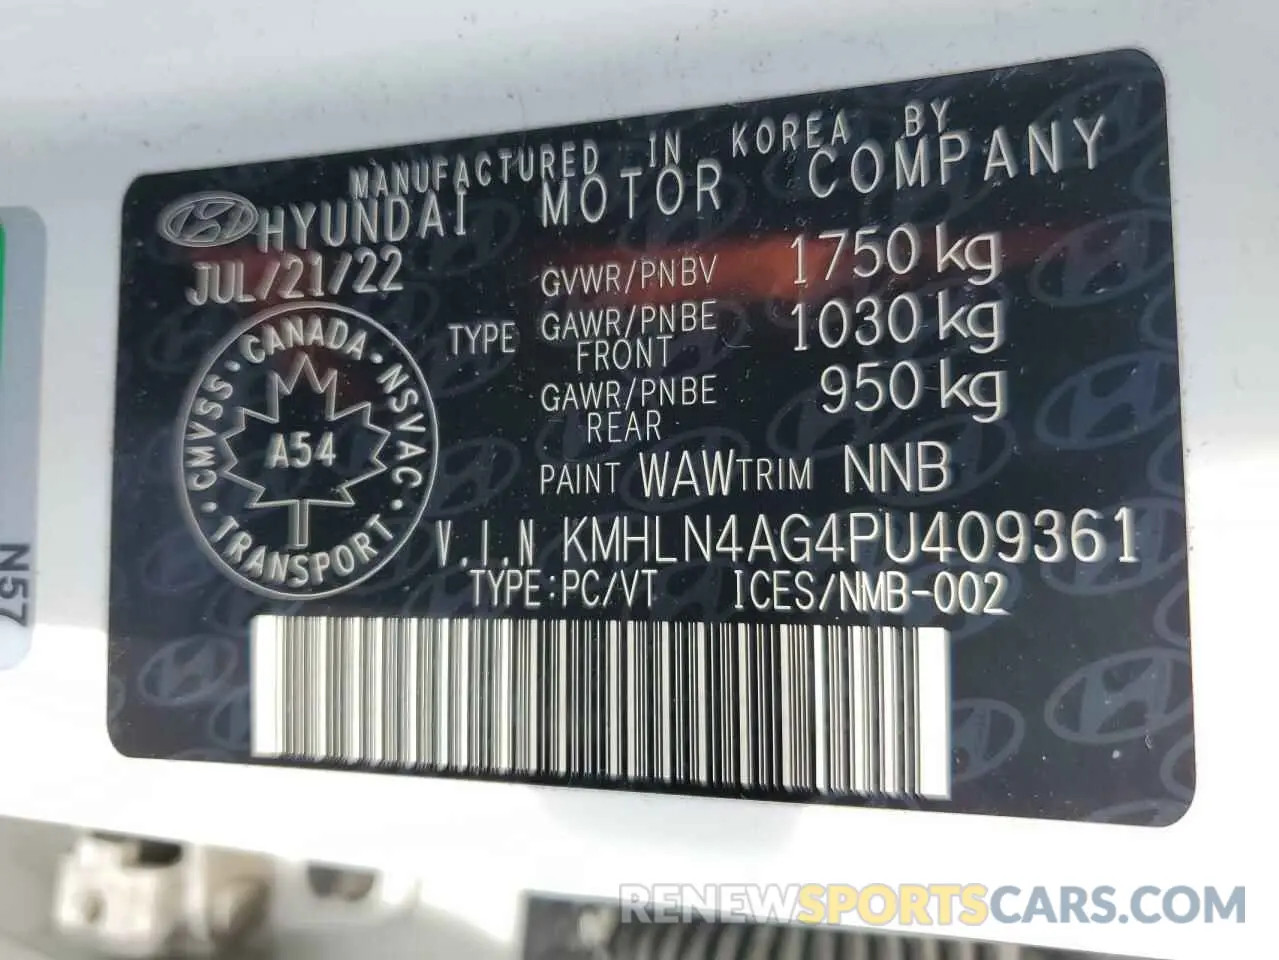 MANUFACTURED IN KOREA BY
HYUNDAI MOTOR COMPANY
JUL/21/22
GVWR/PNBV 1750 kg
TYPE GAWR/PNBE FRONT 1030 kg
GAWR/PNBE REAR 950 kg
CMVSS · CANADA · NSVAC · TRANSPORT ·
A54
PAINT WAW TRIM NNB
V.I.N KMHLN4AG4PU409361
TYPE:PC/VT ICES/NMB-002
N57
RENEWSPORTSCARS.COM